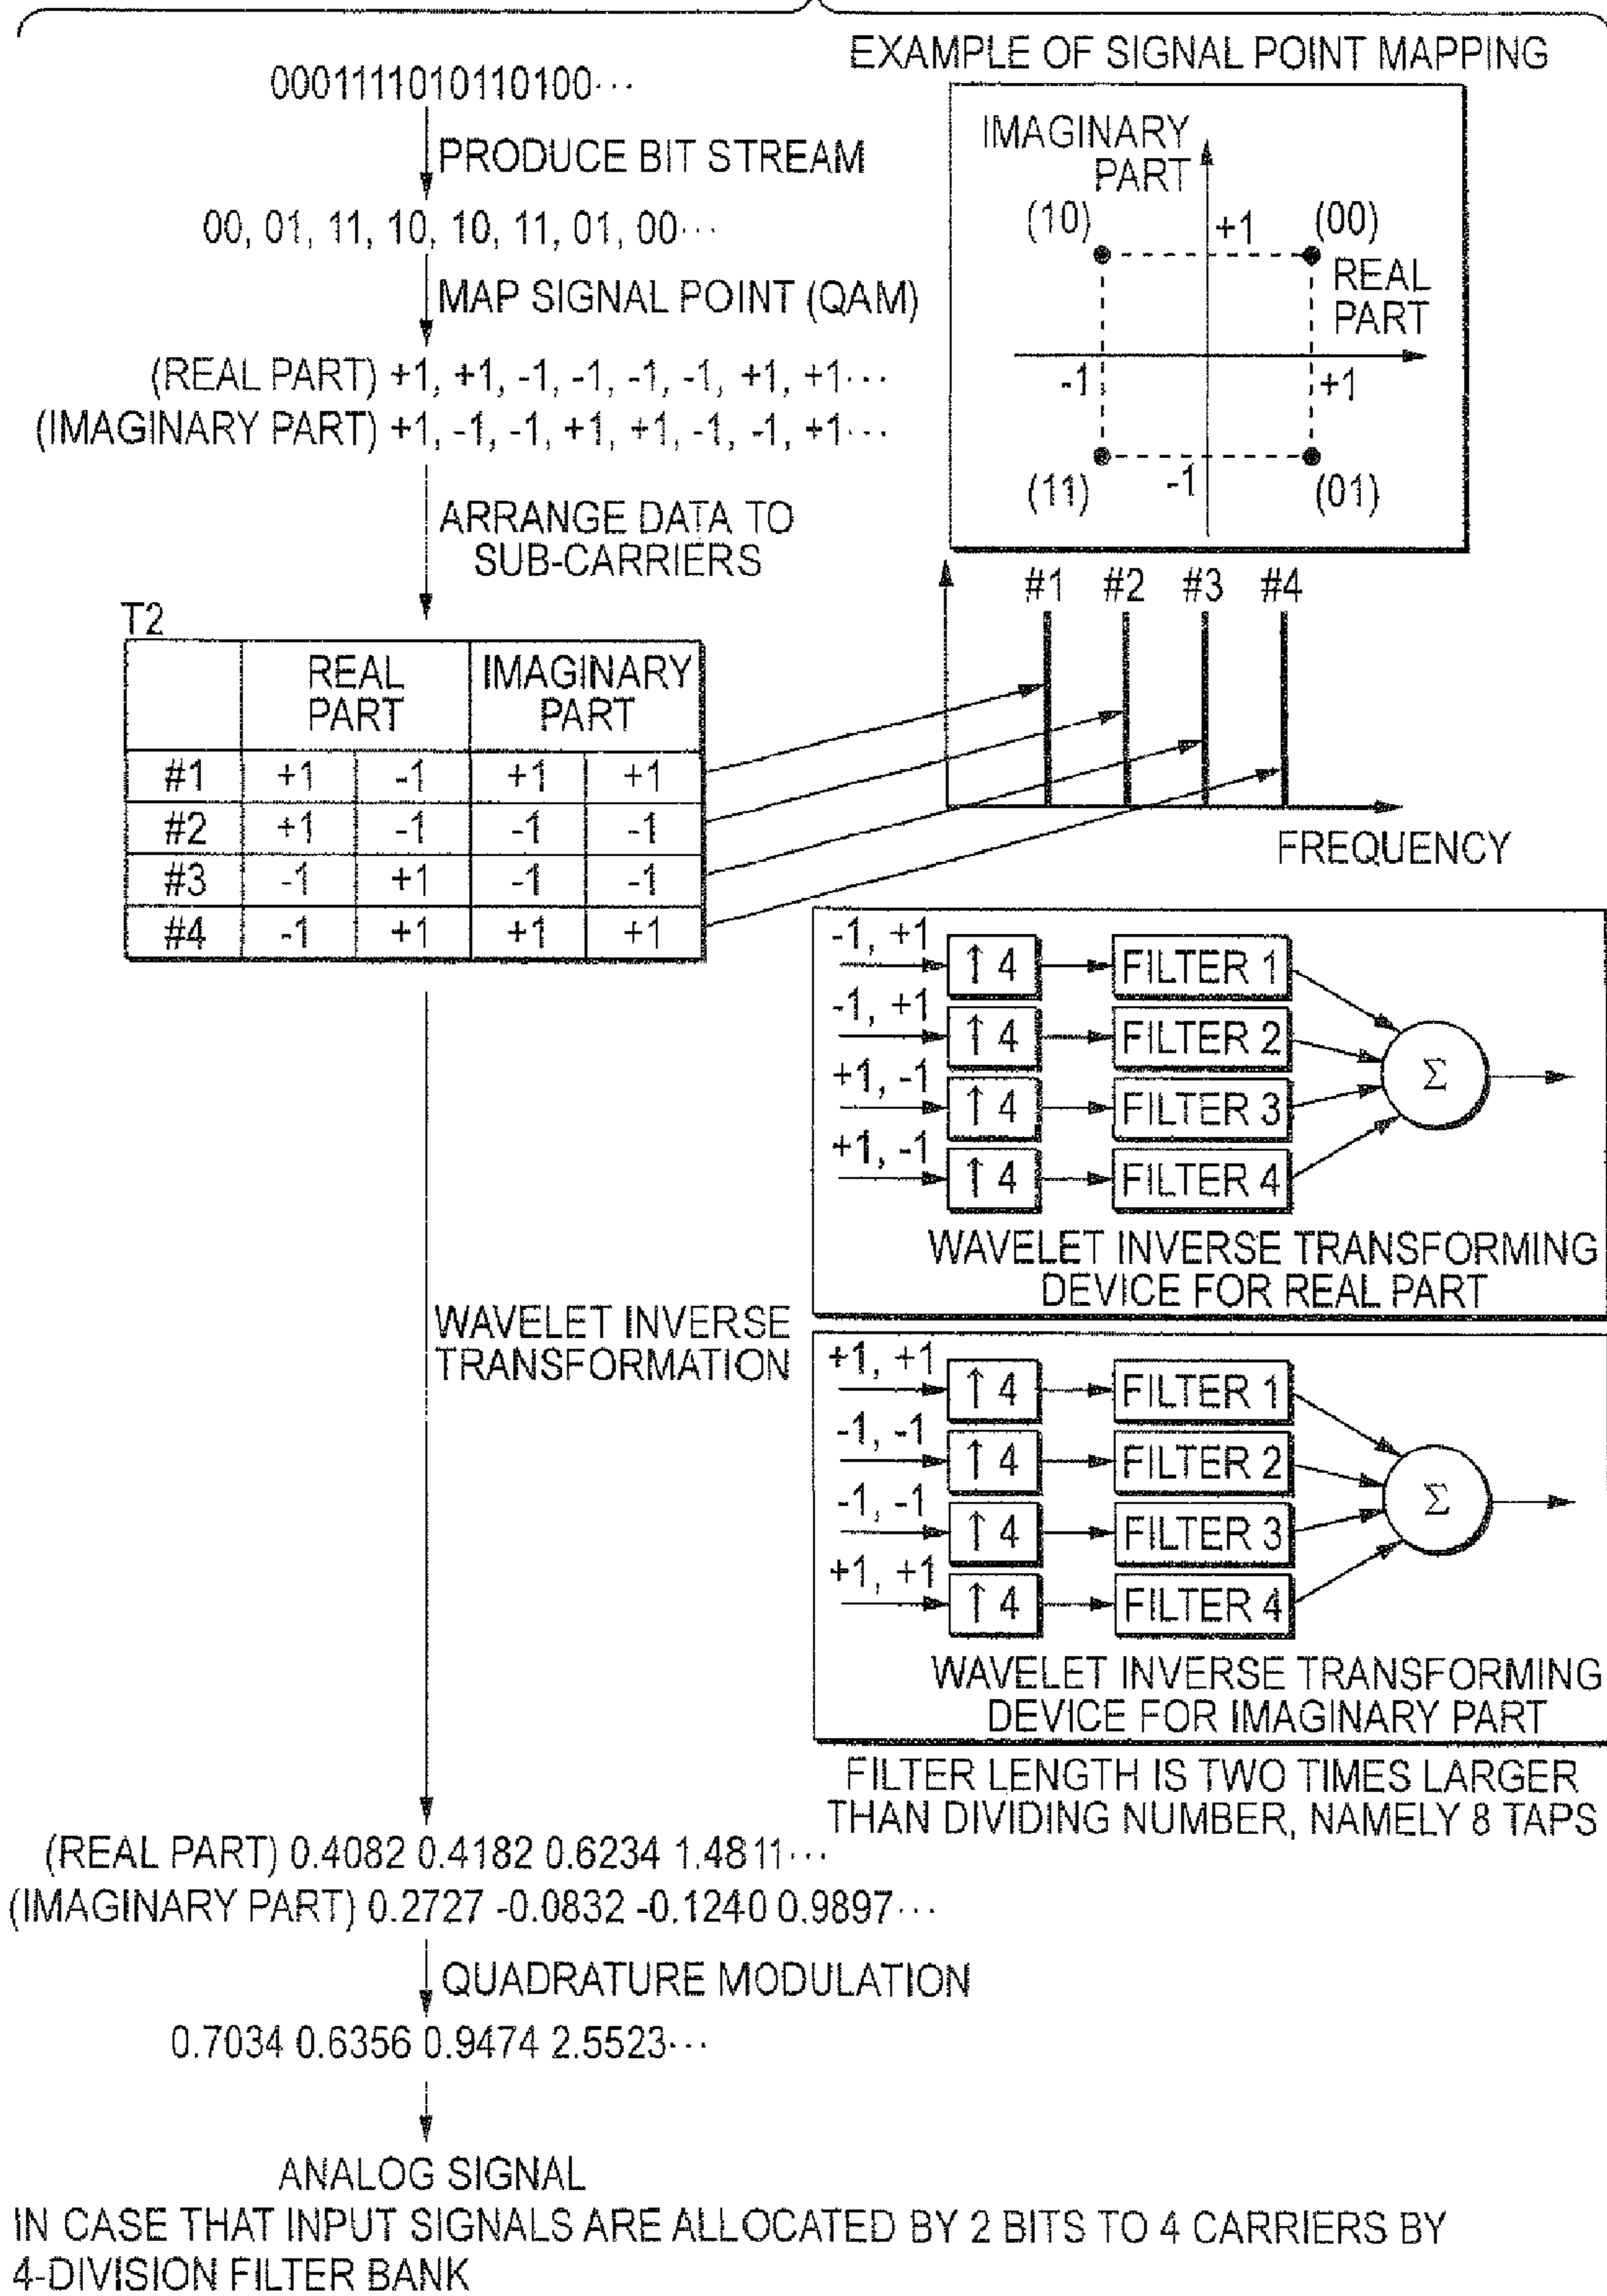 0001111010110100···
PRODUCE BIT STREAM
00, 01, 11, 10, 10, 11, 01, 00···
MAP SIGNAL POINT (QAM)
(REAL PART) +1, +1, -1, -1, -1, -1, +1, +1···
(IMAGINARY PART) +1, -1, -1, +1, +1, -1, -1, +1···
ARRANGE DATA TO
SUB-CARRIERS
EXAMPLE OF SIGNAL POINT MAPPING
IMAGINARY
PART
(10)
+1
(00)
REAL
PART
-1
+1
(11)
-1
(01)
T2
REAL
PART
IMAGINARY
PART
#1 +1 -1 +1 +1
#2 +1 -1 -1 -1
#3 -1 +1 -1 -1
#4 -1 +1 +1 +1
#1 #2 #3 #4
FREQUENCY
-1, +1
↑ 4 FILTER 1
-1, +1
↑ 4 FILTER 2
+1, -1
↑ 4 FILTER 3
+1, -1
↑ 4 FILTER 4
Σ
WAVELET INVERSE TRANSFORMING
DEVICE FOR REAL PART
WAVELET INVERSE
TRANSFORMATION
+1, +1
↑ 4 FILTER 1
-1, -1
↑ 4 FILTER 2
-1, -1
↑ 4 FILTER 3
+1, +1
↑ 4 FILTER 4
Σ
WAVELET INVERSE TRANSFORMING
DEVICE FOR IMAGINARY PART
FILTER LENGTH IS TWO TIMES LARGER
THAN DIVIDING NUMBER, NAMELY 8 TAPS
(REAL PART) 0.4082 0.4182 0.6234 1.4811···
(IMAGINARY PART) 0.2727 -0.0832 -0.1240 0.9897···
QUADRATURE MODULATION
0.7034 0.6356 0.9474 2.5523···
ANALOG SIGNAL
IN CASE THAT INPUT SIGNALS ARE ALLOCATED BY 2 BITS TO 4 CARRIERS BY
4-DIVISION FILTER BANK